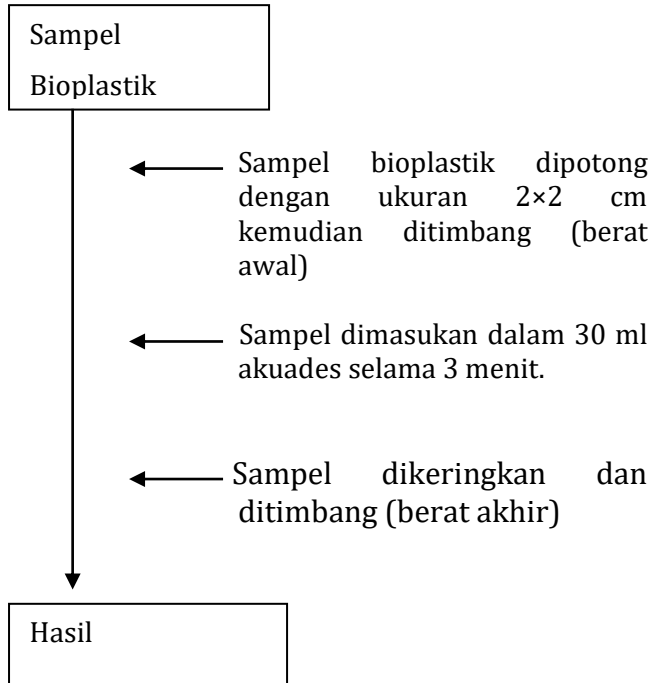 Sampel
Bioplastik
Sampel bioplastik dipotong
dengan ukuran 2×2 cm
kemudian ditimbang (berat
awal)
Sampel dimasukan dalam 30 ml
akuades selama 3 menit.
Sampel dikeringkan dan
ditimbang (berat akhir)
Hasil